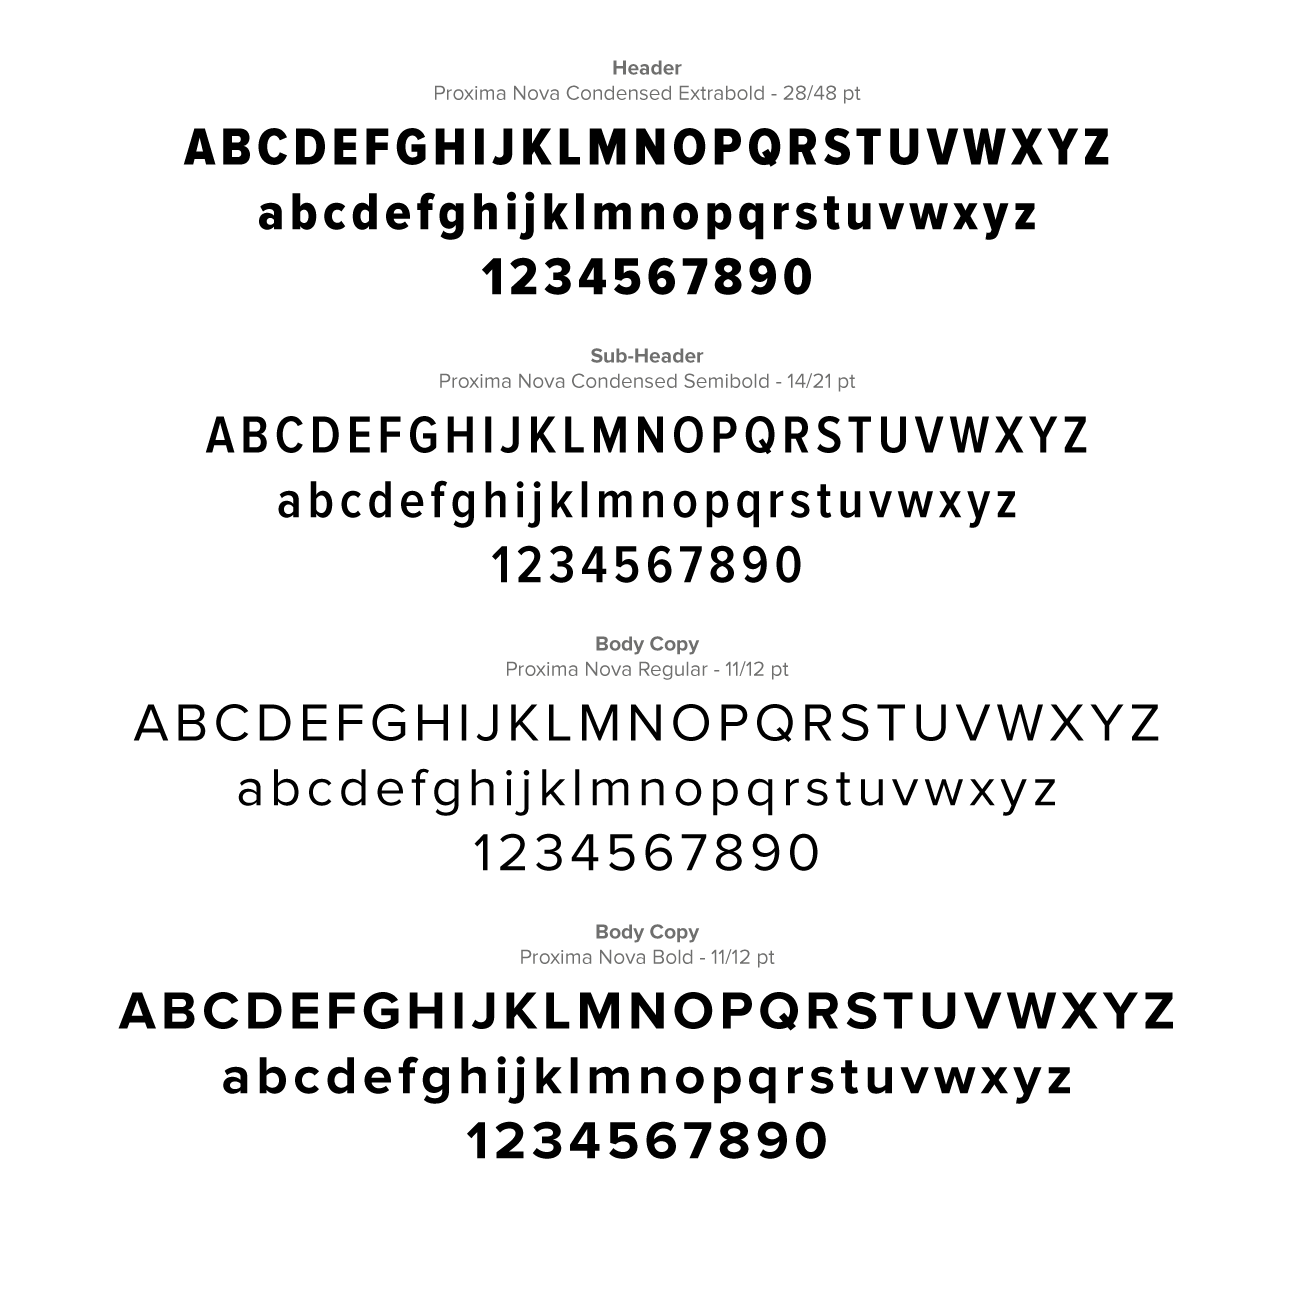 Header
Proxima Nova Condensed Extrabold - 28/48 pt
ABCDEFGHIJKLMNOPQRSTUVWXYZ
abcdefghijklmnopqrstuvwxyz
1234567890
Sub-Header
Proxima Nova Condensed Semibold - 14/21 pt
ABCDEFGHIJKLMNOPQRSTUVWXYZ
abcdefghijklmnopqrstuvwxyz
1234567890
Body Copy
Proxima Nova Regular - 11/12 pt
ABCDEFGHIJKLMNOPQRSTUVWXYZ
abcdefghijklmnopqrstuvwxyz
1234567890
Body Copy
Proxima Nova Bold - 11/12 pt
ABCDEFGHIJKLMNOPQRSTUVWXYZ
abcdefghijklmnopqrstuvwxyz
1234567890